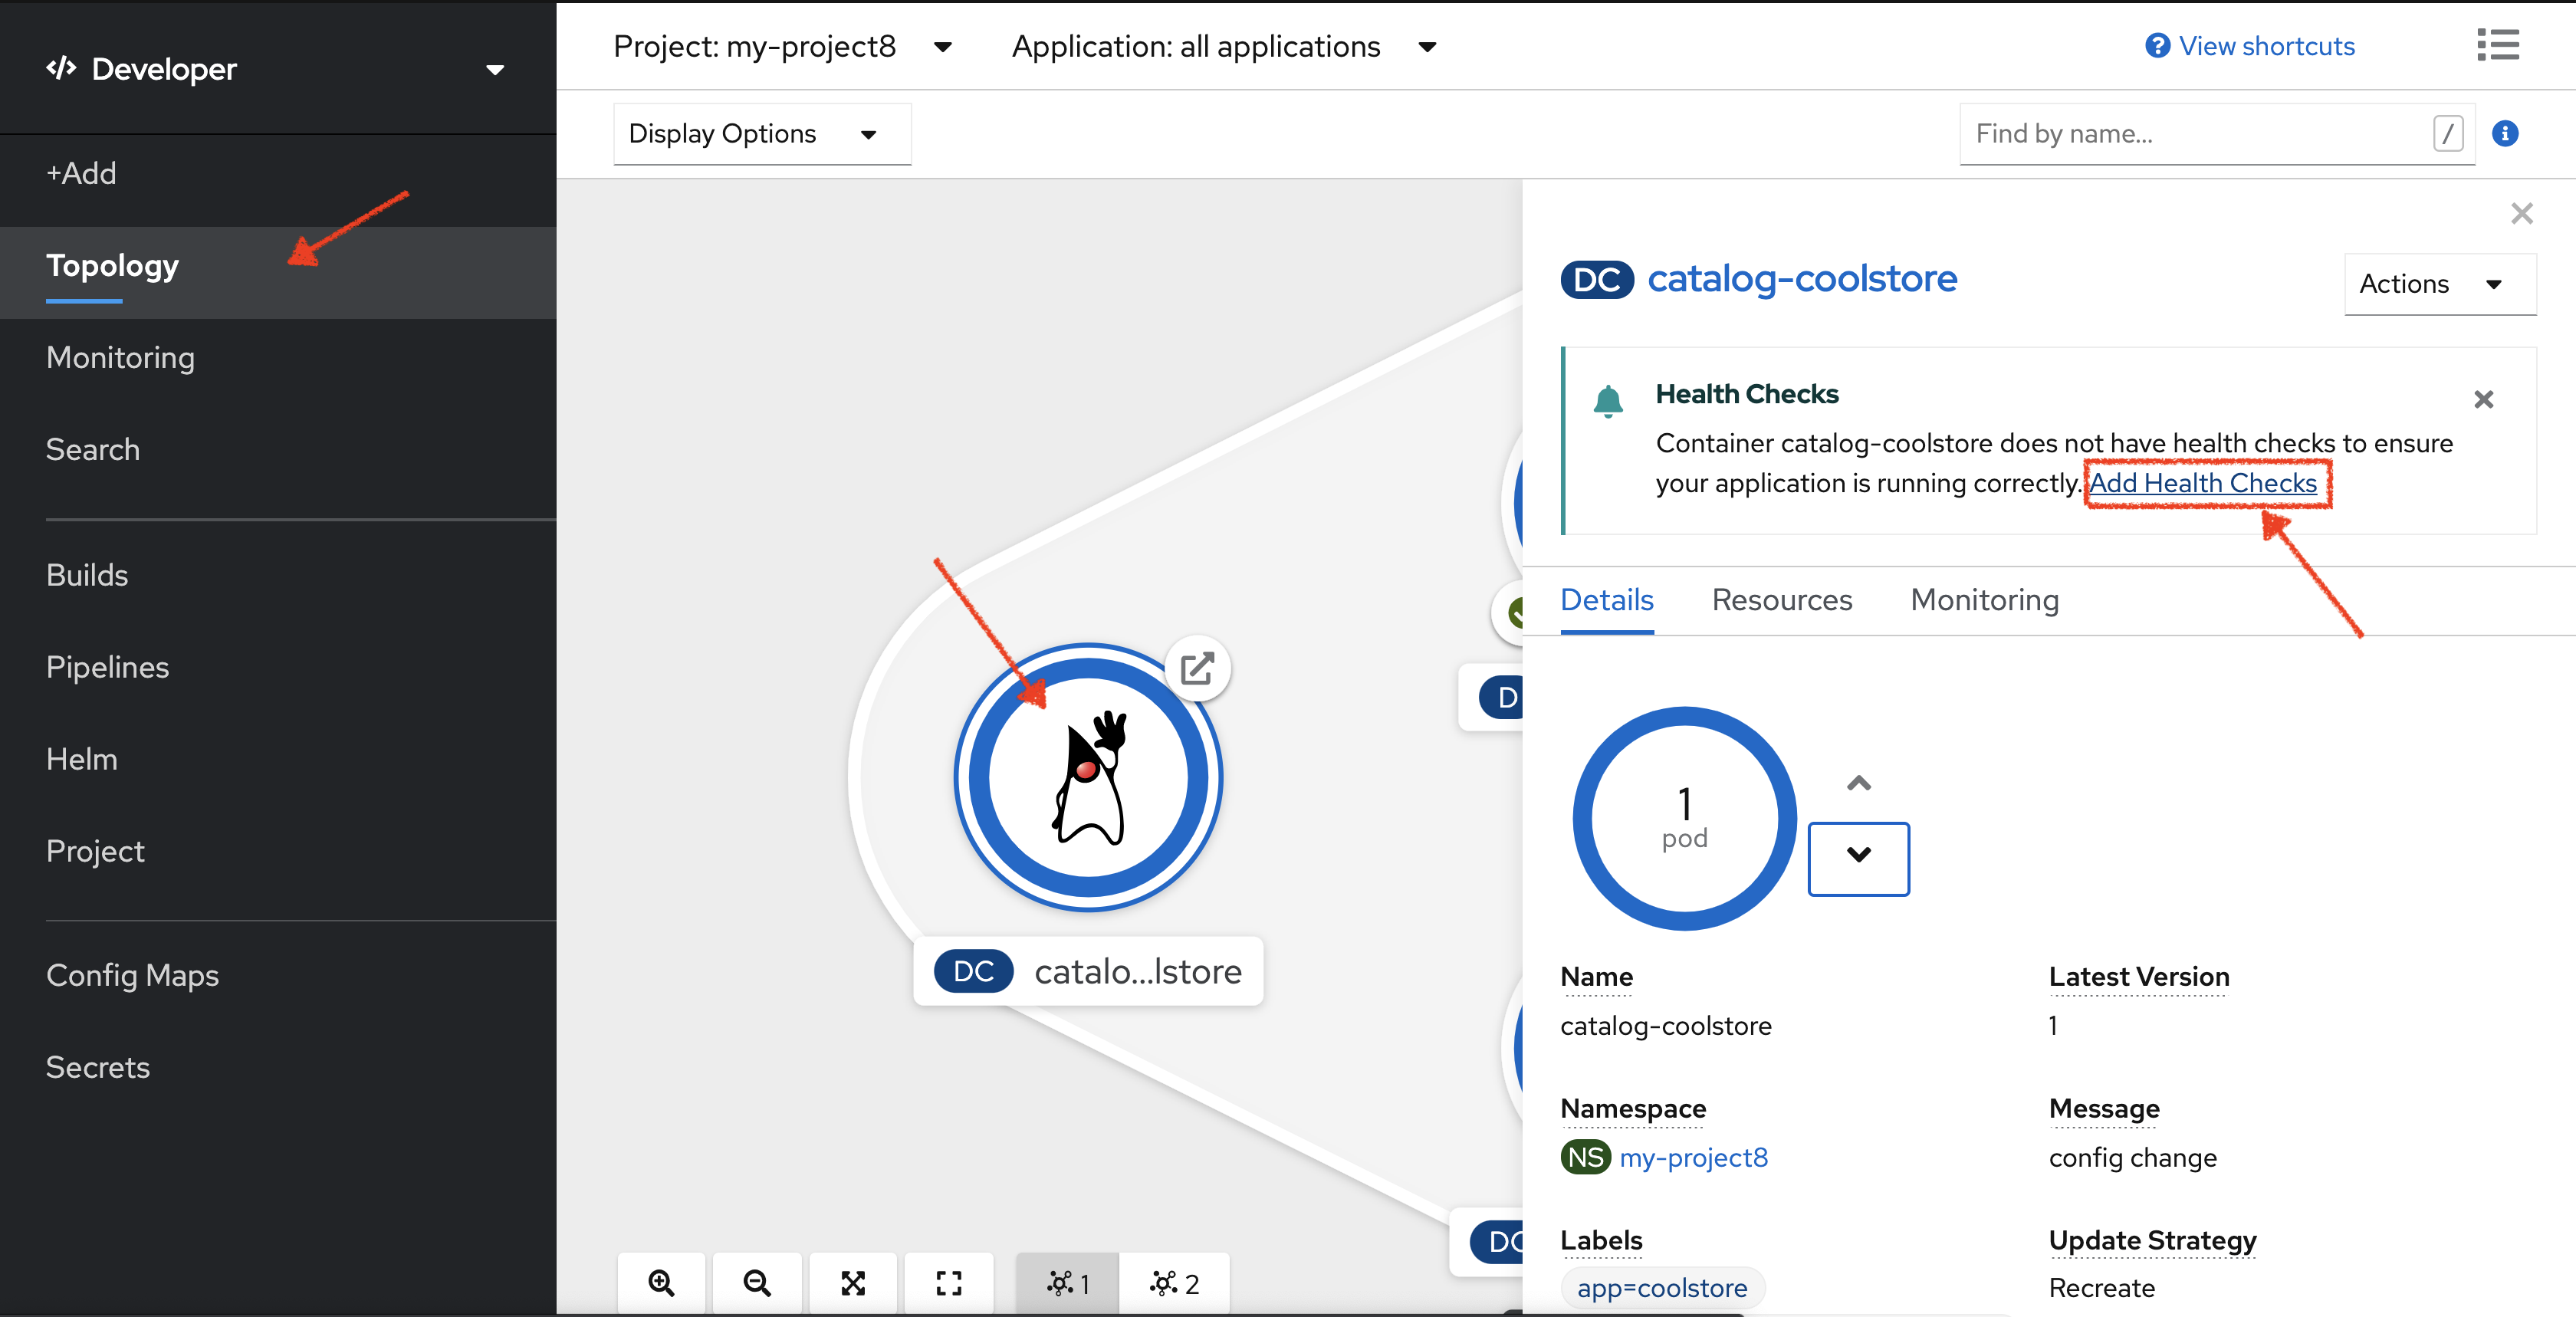 Developer
+Add
Topology
Monitoring
Search
Builds
Pipelines
Helm
Project
Config Maps
Secrets
Project: my-project8
Application: all applications
View shortcuts
Display Options
Find by name...
/
DC catalo...lstore
D
DC
1
2
DC catalog-coolstore
Actions
Health Checks
Container catalog-coolstore does not have health checks to ensure
your application is running correctly. Add Health Checks
Details
Resources
Monitoring
1
pod
Name
catalog-coolstore
Latest Version
1
Namespace
NS my-project8
Message
config change
Labels
app=coolstore
Update Strategy
Recreate